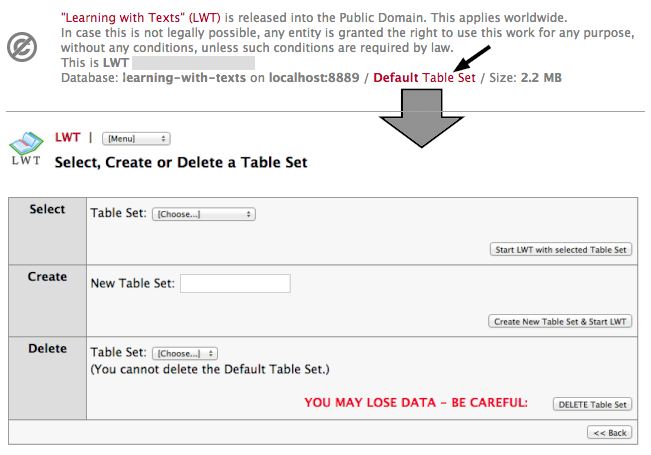 "Learning with Texts" (LWT) is released into the Public Domain. This applies worldwide.
In case this is not legally possible, any entity is granted the right to use this work for any purpose,
without any conditions, unless such conditions are required by law.
This is LWT
Database: learning-with-texts on localhost:8889 / Default Table Set / Size: 2.2 MB
LWT | [Menu]
LWT
Select, Create or Delete a Table Set
Select
Table Set: [Choose...]
Start LWT with selected Table Set
Create
New Table Set:
Create New Table Set & Start LWT
Delete
Table Set: [Choose...]
(You cannot delete the Default Table Set.)
YOU MAY LOSE DATA - BE CAREFUL: DELETE Table Set
<< Back